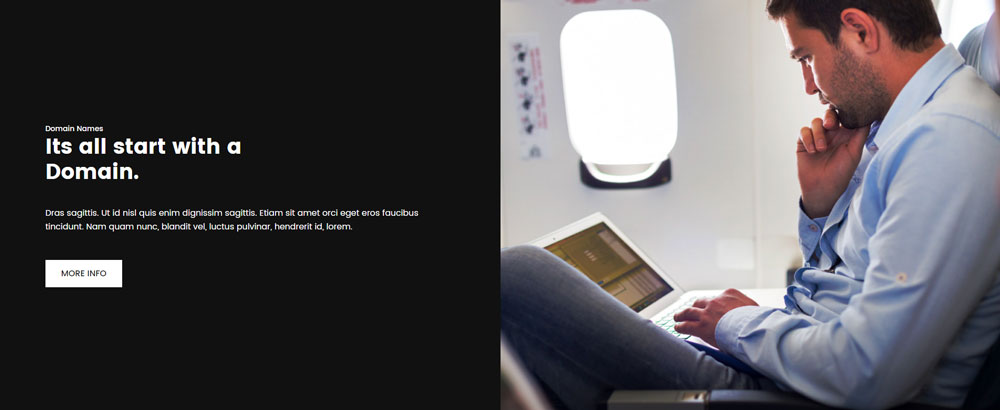 Domain Names
Its all start with a
Domain.
Dras sagittis. Ut id nisl quis enim dignissim sagittis. Etiam sit amet orci eget eros faucibus
tincidunt. Nam quam nunc, blandit vel, luctus pulvinar, hendrerit id, lorem.
MORE INFO